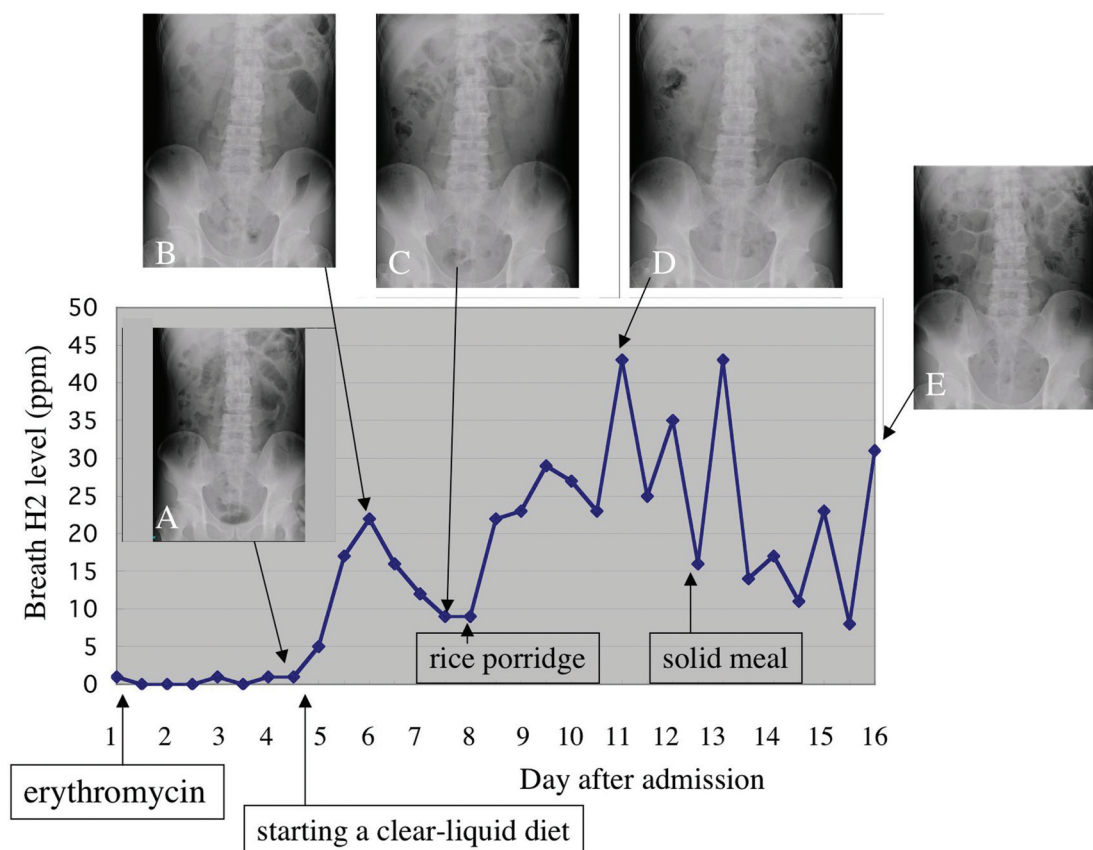 B
C
D
E
A
Breath H2 level (ppm)
50
45
40
35
30
25
20
15
10
5
0
rice porridge
solid meal
1 2 3 4 5 6 7 8 9 10 11 12 13 14 15 16
Day after admission
erythromycin
starting a clear-liquid diet